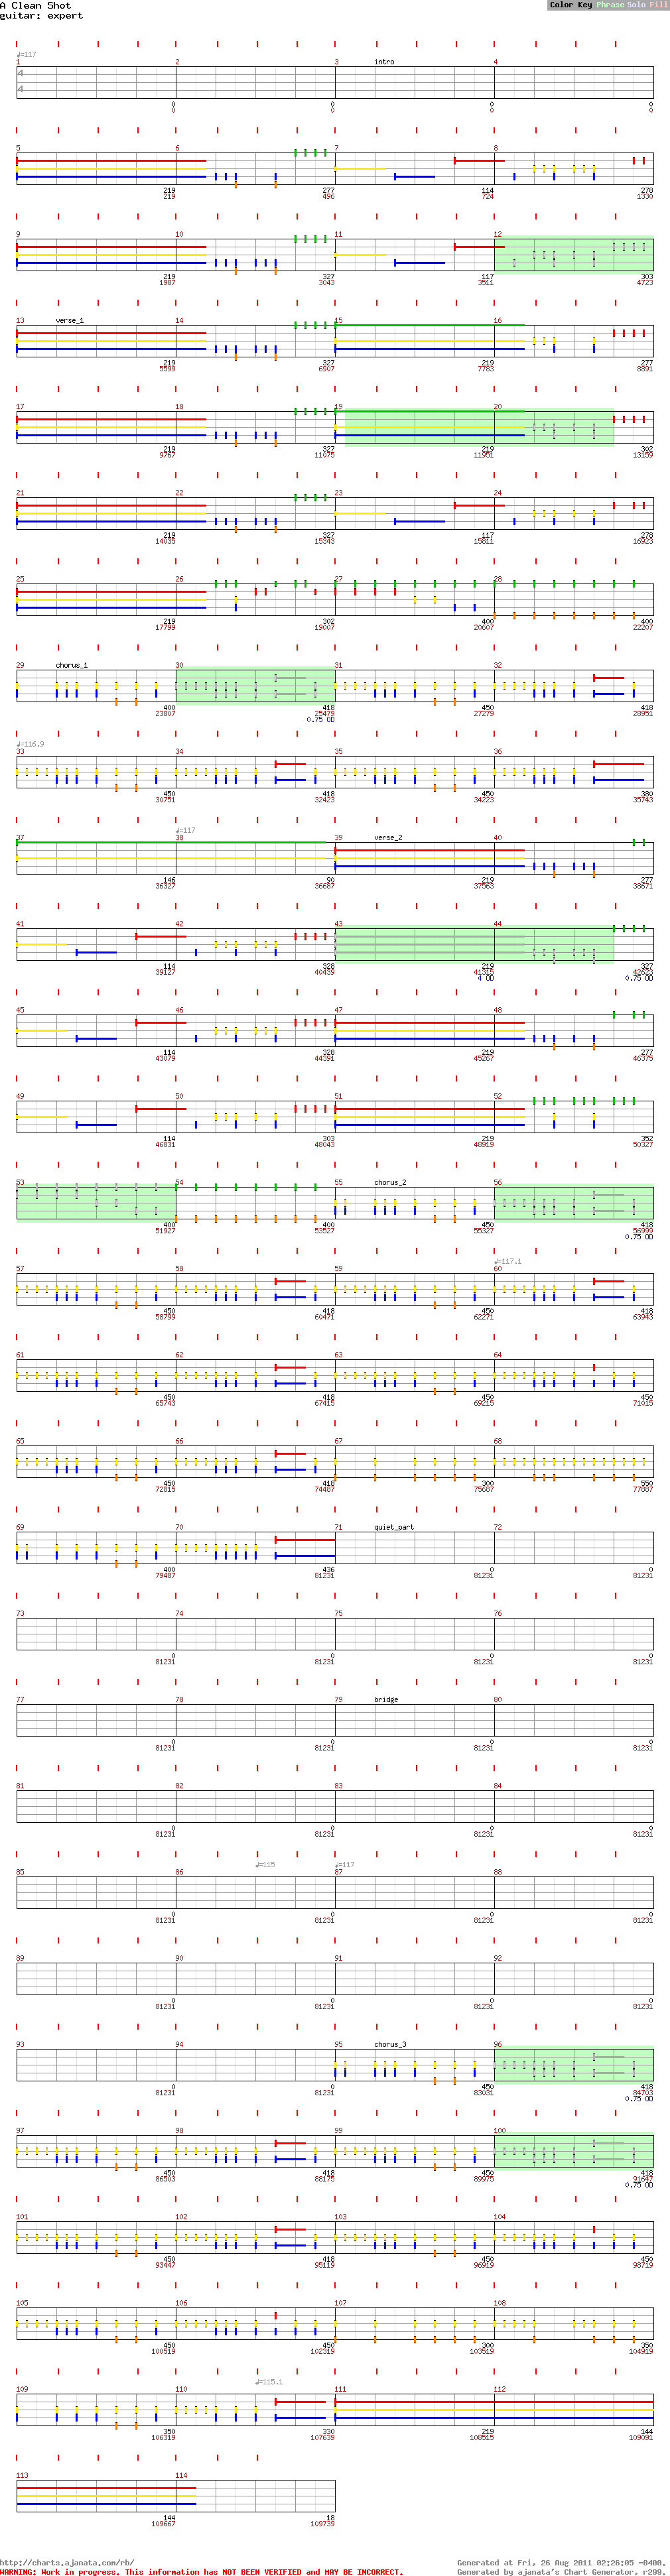 A Clean Shot
guitar: expert
Color Key Phrase Solo Fill
♩=117
1 2 3 intro 4
0 0 0 0
0 0 0 0
5 6 7 8
219 277 114 278
219 496 724 1330
9 10 11 12
219 327 117 303
1987 3043 3511 4723
13 verse_1 14 15 16
219 327 219 277
5599 6907 7783 8891
17 18 19 20
219 327 219 302
9767 11075 11951 13159
21 22 23 24
219 327 117 278
14035 15343 15811 16923
25 26 27 28
219 302 400 400
17799 19007 20607 22207
29 chorus_1 30 31 32
400 418 450 418
23807 25479 27279 28951
0.75 OD
♩=116.9
33 34 35 36
450 418 450 380
30751 32423 34223 35743
♩=117
37 38 39 verse_2 40
146 90 219 277
36327 36687 37563 38671
41 42 43 44
114 328 219 327
39127 40439 41315 42623
4 OD 0.75 OD
45 46 47 48
114 328 219 277
43079 44391 45267 46375
49 50 51 52
114 303 219 352
46831 48043 48919 50327
53 54 55 chorus_2 56
400 400 450 418
51927 53527 55327 56999
0.75 OD
♩=117.1
57 58 59 60
450 418 450 418
58799 60471 62271 63943
61 62 63 64
450 418 450 450
65743 67415 69215 71015
65 66 67 68
450 418 300 550
72815 74487 75687 77887
69 70 71 quiet_part 72
400 436 0 0
79487 81231 81231 81231
73 74 75 76
0 0 0 0
81231 81231 81231 81231
77 78 79 bridge 80
0 0 0 0
81231 81231 81231 81231
81 82 83 84
0 0 0 0
81231 81231 81231 81231
♩=115 ♩=117
85 86 87 88
0 0 0 0
81231 81231 81231 81231
89 90 91 92
0 0 0 0
81231 81231 81231 81231
93 94 95 chorus_3 96
0 0 450 418
81231 81231 83031 84703
0.75 OD
97 98 99 100
450 418 450 418
86503 88175 89975 91647
0.75 OD
101 102 103 104
450 418 450 450
93447 95119 96919 98719
105 106 107 108
450 450 300 350
100519 102319 103519 104919
♩=115.1
109 110 111 112
350 330 219 144
106319 107639 108515 109091
113 114
144 18
109667 109739
http://charts.ajanata.com/rb/ Generated at Fri, 26 Aug 2011 02:26:05 -0400.
WARNING: Work in progress. This information has NOT BEEN VERIFIED and MAY BE INCORRECT. Generated by ajanata's Chart Generator, r299.